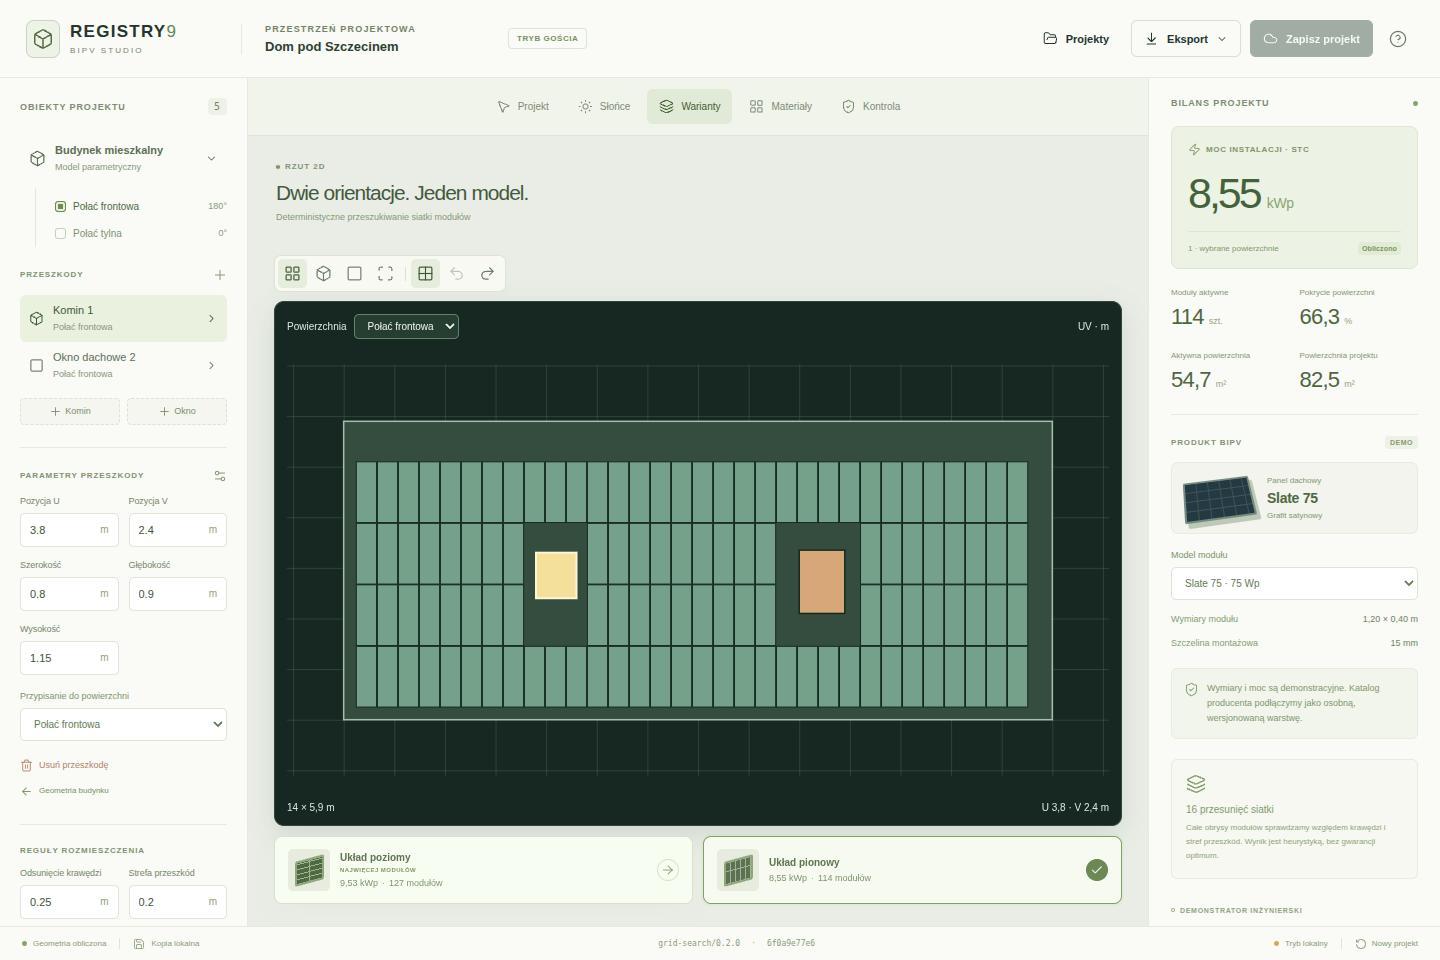 REGISTRY9
BIPV STUDIO
PRZESTRZEŃ PROJEKTOWA
Dom pod Szczecinem
TRYB GOŚCIA
Projekty
Eksport
Zapisz projekt
OBIEKTY PROJEKTU
5
Budynek mieszkalny
Model parametryczny
Połać frontowa
180°
Połać tylna
0°
PRZESZKODY
Komin 1
Połać frontowa
Okno dachowe 2
Połać frontowa
Komin
Okno
PARAMETRY PRZESZKODY
Pozycja U
Pozycja V
3.8 m
2.4 m
Szerokość
Głębokość
0.8 m
0.9 m
Wysokość
1.15 m
Przypisanie do powierzchni
Połać frontowa
Usuń przeszkodę
Geometria budynku
REGUŁY ROZMIESZCZENIA
Odsunięcie krawędzi
Strefa przeszkód
0.25 m
0.2 m
Projekt
Słońce
Warianty
Materiały
Kontrola
RZUT 2D
Dwie orientacje. Jeden model.
Deterministyczne przeszukiwanie siatki modułów
Powierzchnia
Połać frontowa
UV · m
14 × 5,9 m
U 3,8 · V 2,4 m
Układ poziomy
NAJWIĘCEJ MODUŁÓW
9,53 kWp · 127 modułów
Układ pionowy
8,55 kWp · 114 modułów
BILANS PROJEKTU
MOC INSTALACJI · STC
8,55 kWp
1 · wybrane powierzchnie
Obliczono
Moduły aktywne
Pokrycie powierzchni
114 szt.
66,3 %
Aktywna powierzchnia
Powierzchnia projektu
54,7 m²
82,5 m²
PRODUKT BIPV
DEMO
Panel dachowy
Slate 75
Grafit satynowy
Model modułu
Slate 75 · 75 Wp
Wymiary modułu
1,20 × 0,40 m
Szczelina montażowa
15 mm
Wymiary i moc są demonstracyjne. Katalog
producenta podłączymy jako osobną,
wersjonowaną warstwę.
16 przesunięć siatki
Całe obrysy modułów sprawdzamy względem krawędzi i
stref przeszkód. Wynik jest heurystyką, bez gwarancji
optimum.
DEMONSTRATOR INŻYNIERSKI
Geometria obliczona
Kopia lokalna
grid-search/0.2.0 · 6f0a9e77e6
Tryb lokalny
Nowy projekt